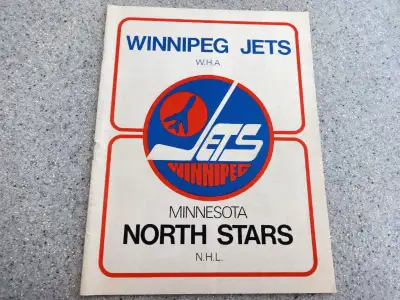 WINNIPEG JETS
W.H.A.
JETS
WINNIPEG
MINNESOTA
NORTH STARS
N.H.L.